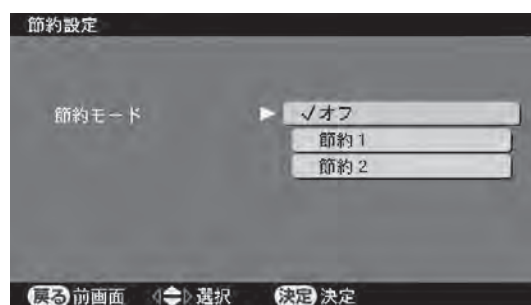 節約設定
節約モード ▶ ✓オフ
節約1
節約2
戻る 前画面 選択 決定 決定